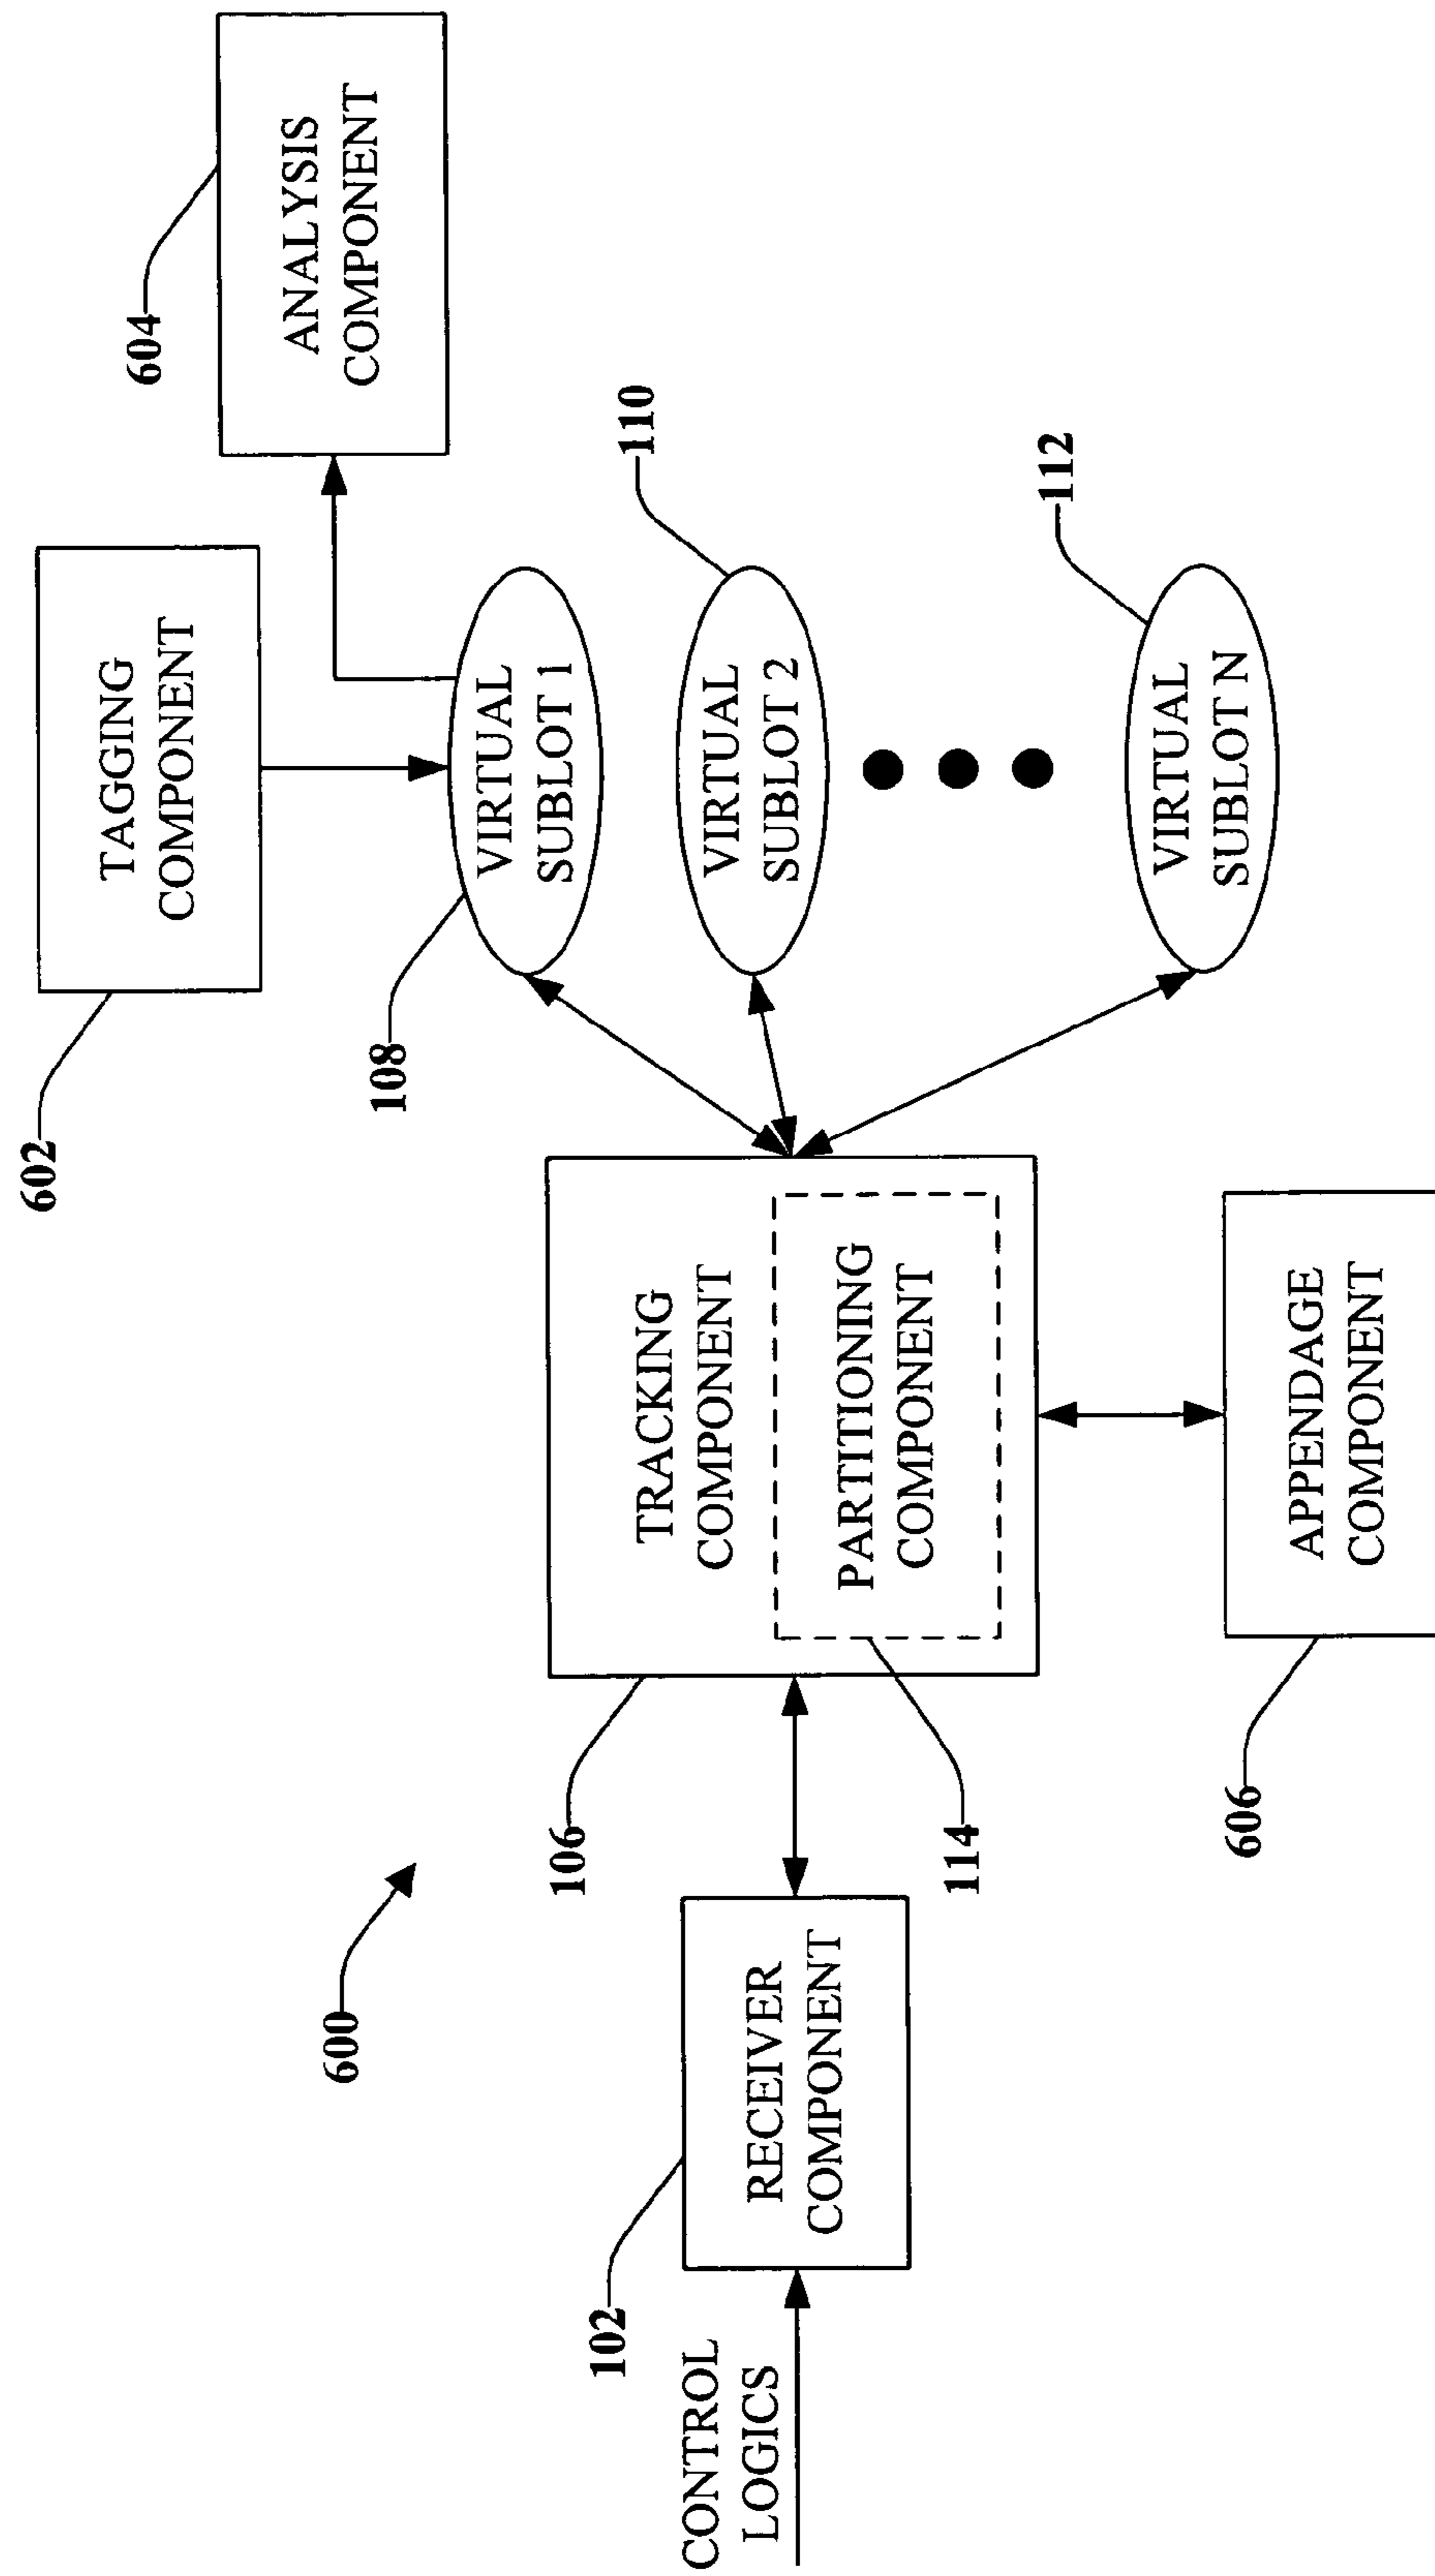 600
CONTROL
LOGICS
102
RECEIVER
COMPONENT
106
TRACKING
COMPONENT
PARTITIONING
COMPONENT
114
606
APPENDAGE
COMPONENT
602
TAGGING
COMPONENT
604
ANALYSIS
COMPONENT
108
VIRTUAL
SUBLOT 1
110
VIRTUAL
SUBLOT 2
112
VIRTUAL
SUBLOT N